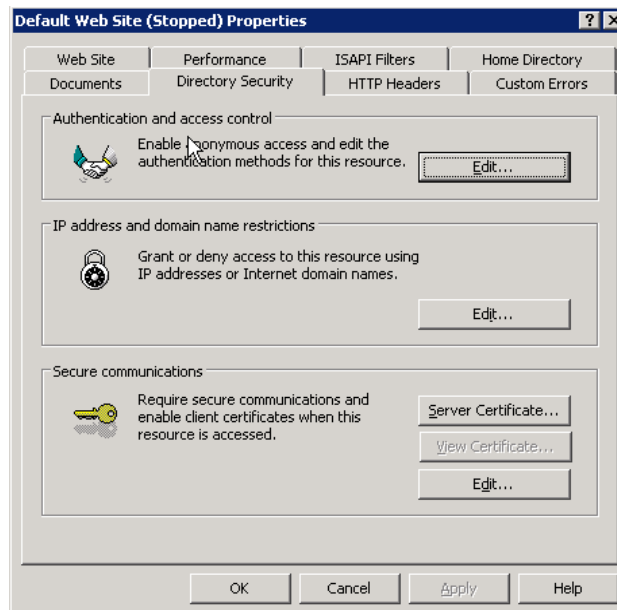 Default Web Site (Stopped) Properties
Web Site Performance ISAPI Filters Home Directory
Documents Directory Security HTTP Headers Custom Errors
Authentication and access control
Enable anonymous access and edit the
authentication methods for this resource.
Edit...
IP address and domain name restrictions
Grant or deny access to this resource using
IP addresses or Internet domain names.
Edit...
Secure communications
Require secure communications and
enable client certificates when this
resource is accessed.
Server Certificate...
View Certificate...
Edit...
OK Cancel Apply Help